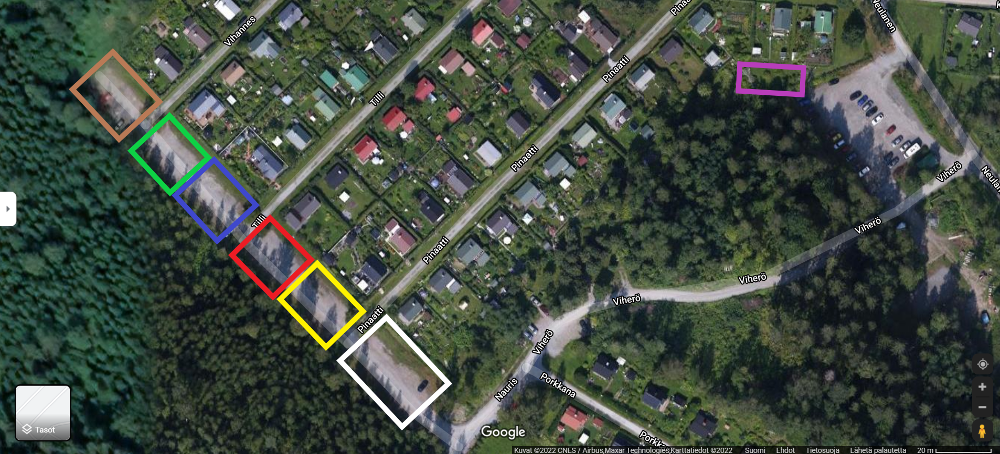 Vihannes
Pinaa
Neulanen
K
Tilli
Pinaatti
Pinaatti
Tilli
Pinaatti
Pinaatti
Viherö
Neulan
Viherö
Viherö
Viherö
Viherö
Nauris
Porkkana
Porkka
Tasot
Google
Kuvat ©2022 CNES / Airbus,Maxar Technologies,Karttatiedot ©2022 Suomi Ehdot Tietosuoja Lähetä palautetta 20 m